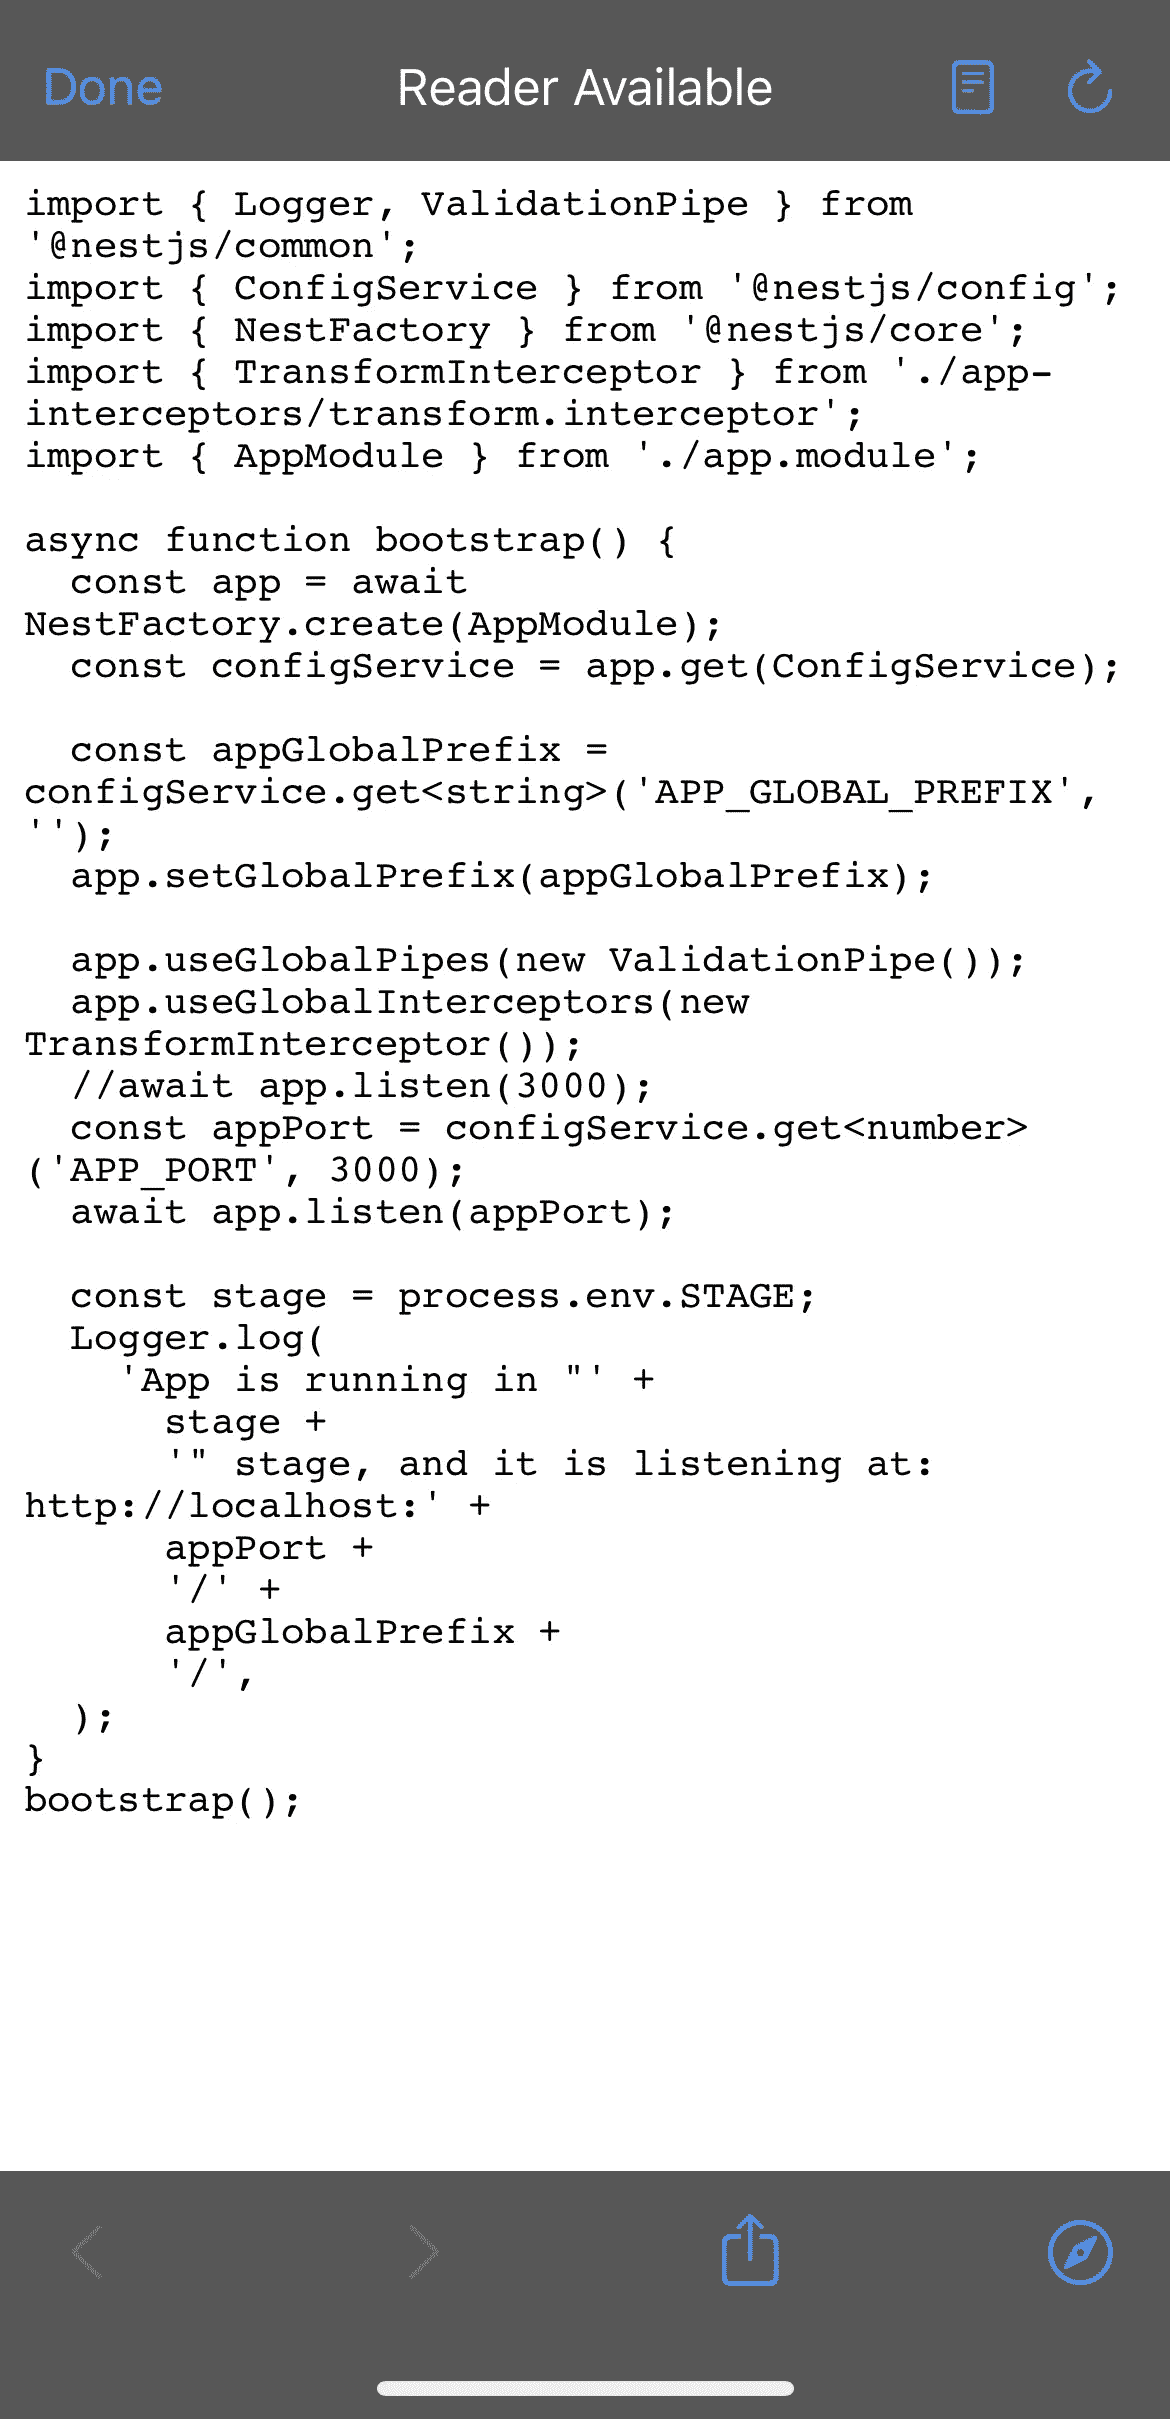 Done
Reader Available
import { Logger, ValidationPipe } from
'@nestjs/common';
import { ConfigService } from '@nestjs/config';
import { NestFactory } from '@nestjs/core';
import { TransformInterceptor } from './app-
interceptors/transform.interceptor';
import { AppModule } from './app.module';

async function bootstrap() {
  const app = await
NestFactory.create(AppModule);
  const configService = app.get(ConfigService);

  const appGlobalPrefix =
configService.get<string>('APP_GLOBAL_PREFIX',
'');
  app.setGlobalPrefix(appGlobalPrefix);

  app.useGlobalPipes(new ValidationPipe());
  app.useGlobalInterceptors(new
TransformInterceptor());
  //await app.listen(3000);
  const appPort = configService.get<number>
('APP_PORT', 3000);
  await app.listen(appPort);

  const stage = process.env.STAGE;
  Logger.log(
    'App is running in "' +
      stage +
      '" stage, and it is listening at:
http://localhost:' +
      appPort +
      '/' +
      appGlobalPrefix +
      '/',
  );
}
bootstrap();